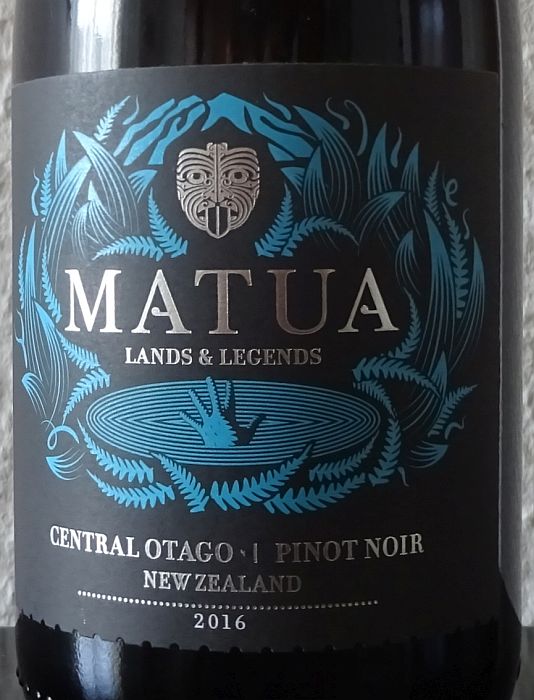 MATUA
LANDS & LEGENDS
CENTRAL OTAGO · | PINOT NOIR
NEW ZEALAND
2016